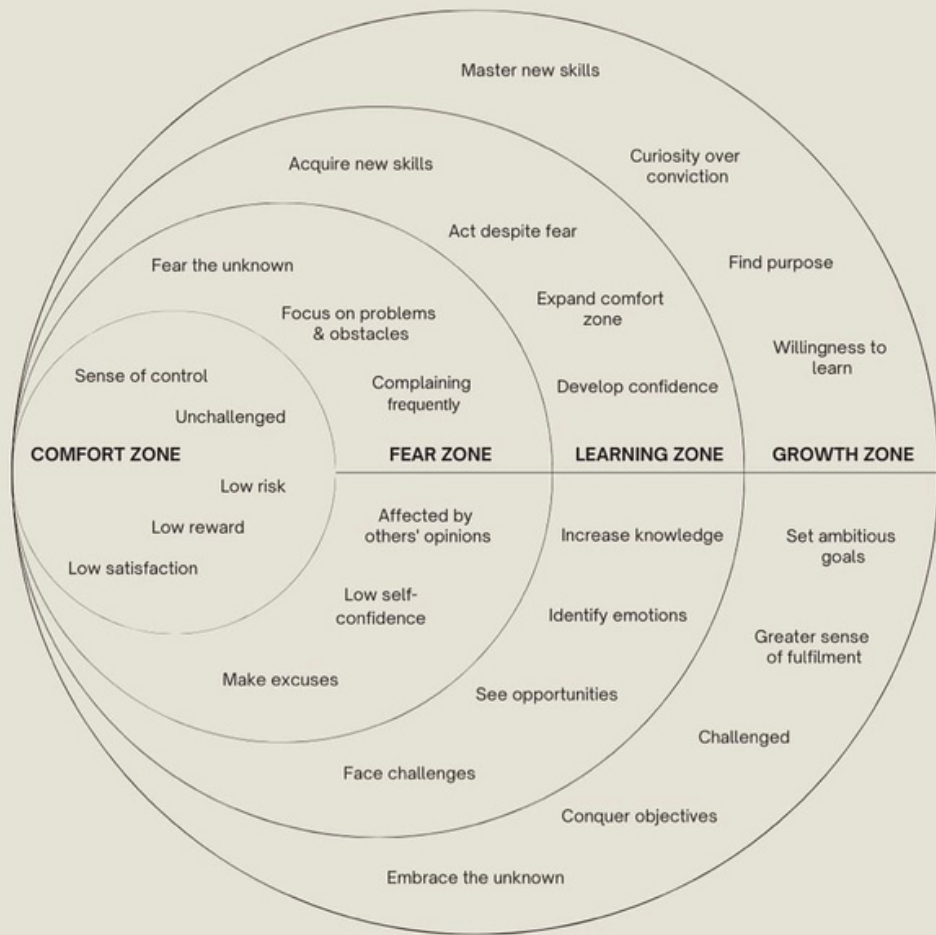 Master new skills
Curiosity over
conviction
Find purpose
Willingness to
learn
GROWTH ZONE
Set ambitious
goals
Greater sense
of fulfilment
Challenged
Conquer objectives
Embrace the unknown
Acquire new skills
Act despite fear
Expand comfort
zone
Develop confidence
LEARNING ZONE
Increase knowledge
Identify emotions
See opportunities
Face challenges
Fear the unknown
Focus on problems
& obstacles
Complaining
frequently
FEAR ZONE
Affected by
others' opinions
Low self-
confidence
Make excuses
Sense of control
Unchallenged
COMFORT ZONE
Low risk
Low reward
Low satisfaction